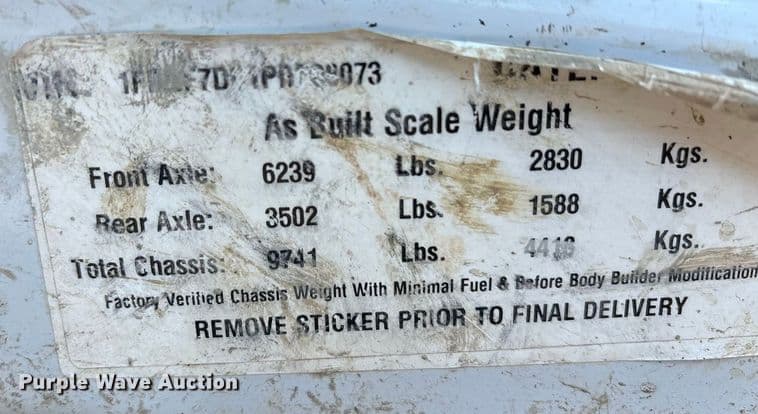 As Built Scale Weight
Front Axle: 6239 Lbs. 2830 Kgs.
Rear Axle: 3502 Lbs. 1588 Kgs.
Total Chassis: 9741 Lbs. 4418 Kgs.
Factory Verified Chassis Weight With Minimal Fuel & Before Body Builder Modification
REMOVE STICKER PRIOR TO FINAL DELIVERY
Purple Wave Auction